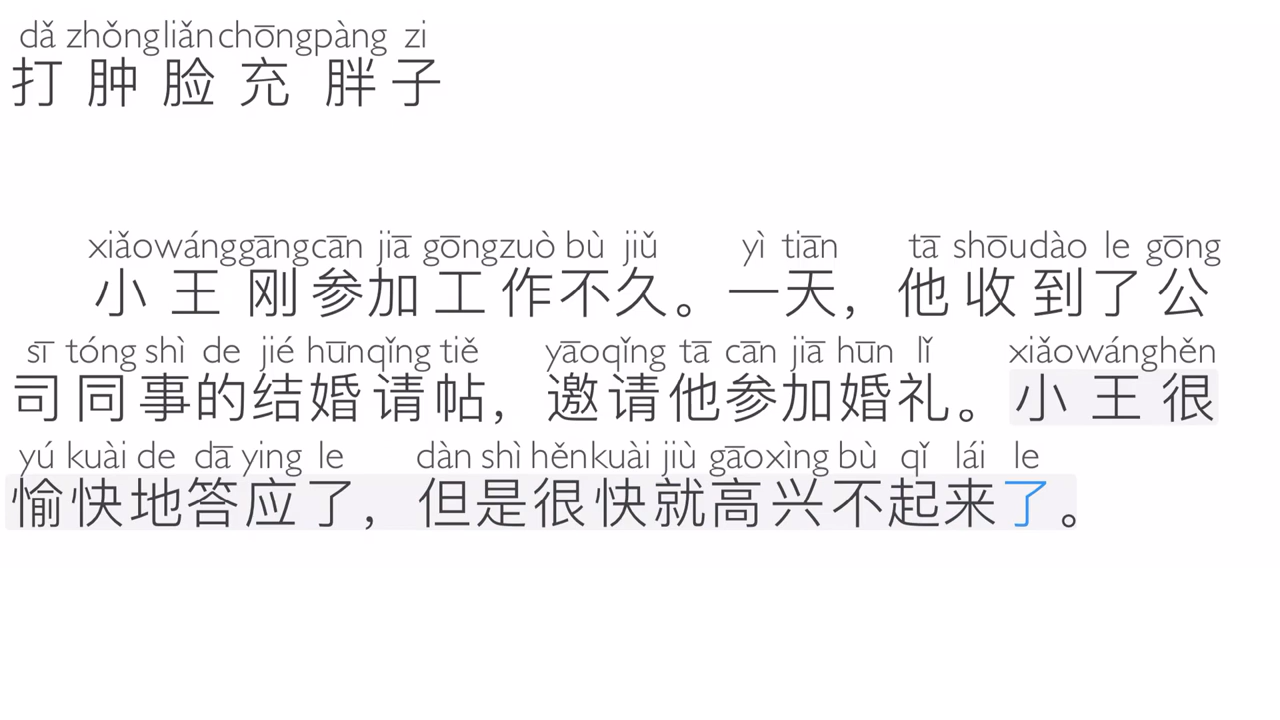 dǎ zhǒng liǎn chōng pàng zi
打肿脸充胖子
xiǎo wáng gāng cān jiā gōng zuò bù jiǔ yì tiān tā shōu dào le gōng
小王刚参加工作不久。一天，他收到了公
sī tóng shì de jié hūn qǐng tiě yāo qǐng tā cān jiā hūn lǐ xiǎo wáng hěn
司同事的结婚请帖，邀请他参加婚礼。小王很
yú kuài de dā ying le dàn shì hěn kuài jiù gāo xìng bù qǐ lái le
愉快地答应了，但是很快就高兴不起来了。